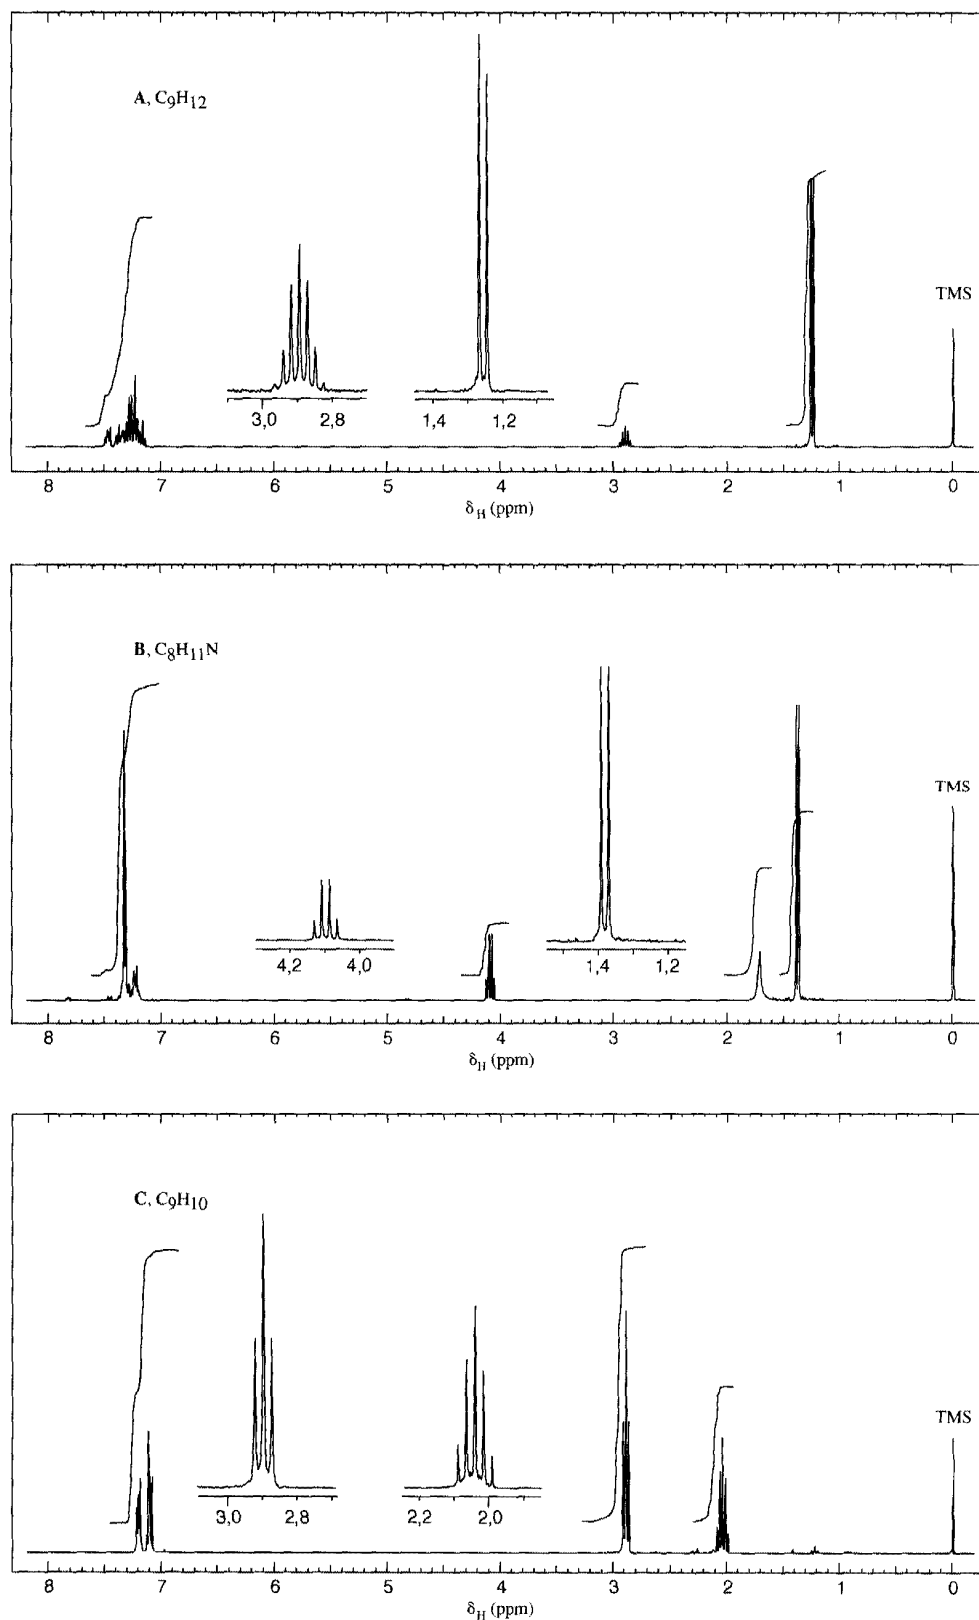 A, C9H12
TMS
3,0 2,8 1,4 1,2
8 7 6 5 4 3 2 1 0
δH (ppm)
B, C8H11N
TMS
4,2 4,0 1,4 1,2
8 7 6 5 4 3 2 1 0
δH (ppm)
C, C9H10
TMS
3,0 2,8 2,2 2,0
8 7 6 5 4 3 2 1 0
δH (ppm)